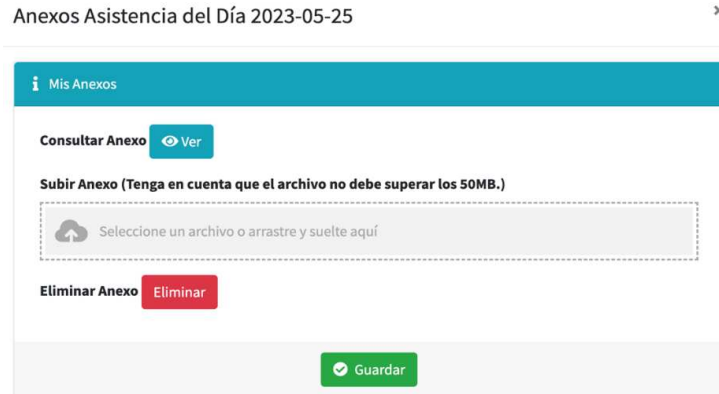 Anexos Asistencia del Día 2023-05-25
Mis Anexos
Consultar Anexo Ver
Subir Anexo (Tenga en cuenta que el archivo no debe superar los 50MB.)
Seleccione un archivo o arrastre y suelte aquí
Eliminar Anexo Eliminar
Guardar